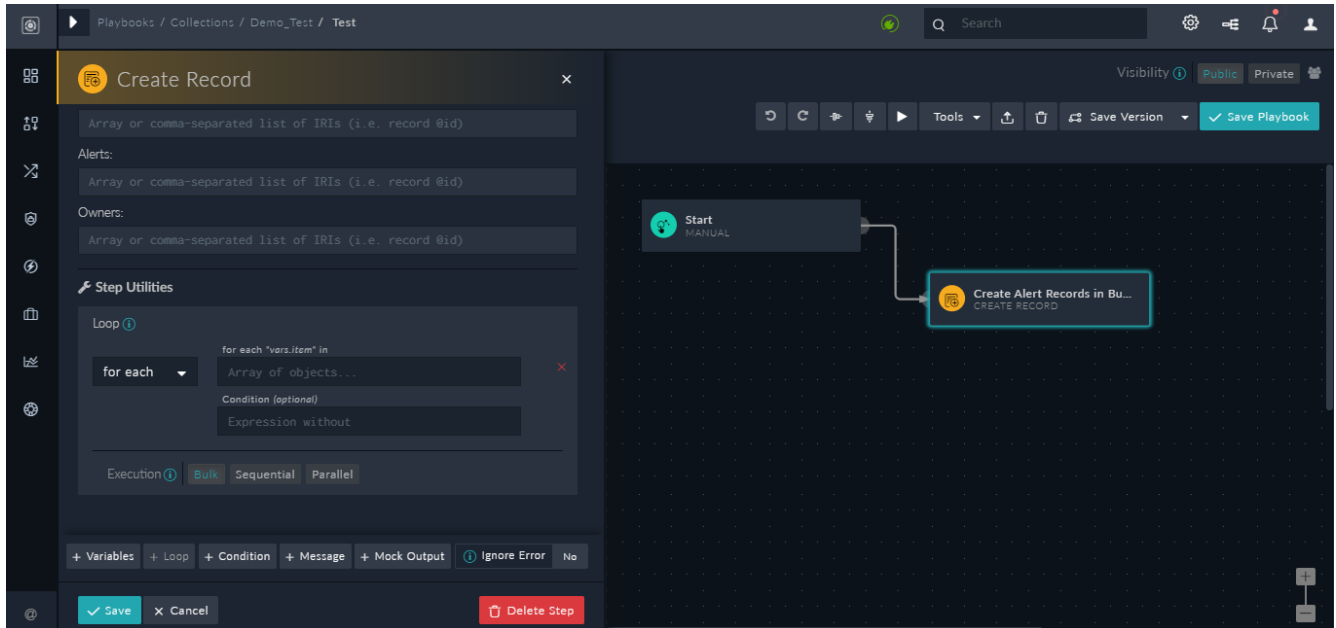 Playbooks / Collections / Demo_Test / Test
Search
Create Record
Visibility Public Private
Array or comma-separated list of IRIs (i.e. record @id)
Tools Save Version Save Playbook
Alerts:
Array or comma-separated list of IRIs (i.e. record @id)
Owners:
Array or comma-separated list of IRIs (i.e. record @id)
Start
MANUAL
Create Alert Records in Bu...
CREATE RECORD
Step Utilities
Loop
for each "vars.item" in
for each
Array of objects...
Condition (optional)
Expression without
Execution Bulk Sequential Parallel
+ Variables + Loop + Condition + Message + Mock Output Ignore Error No
Save × Cancel Delete Step
@